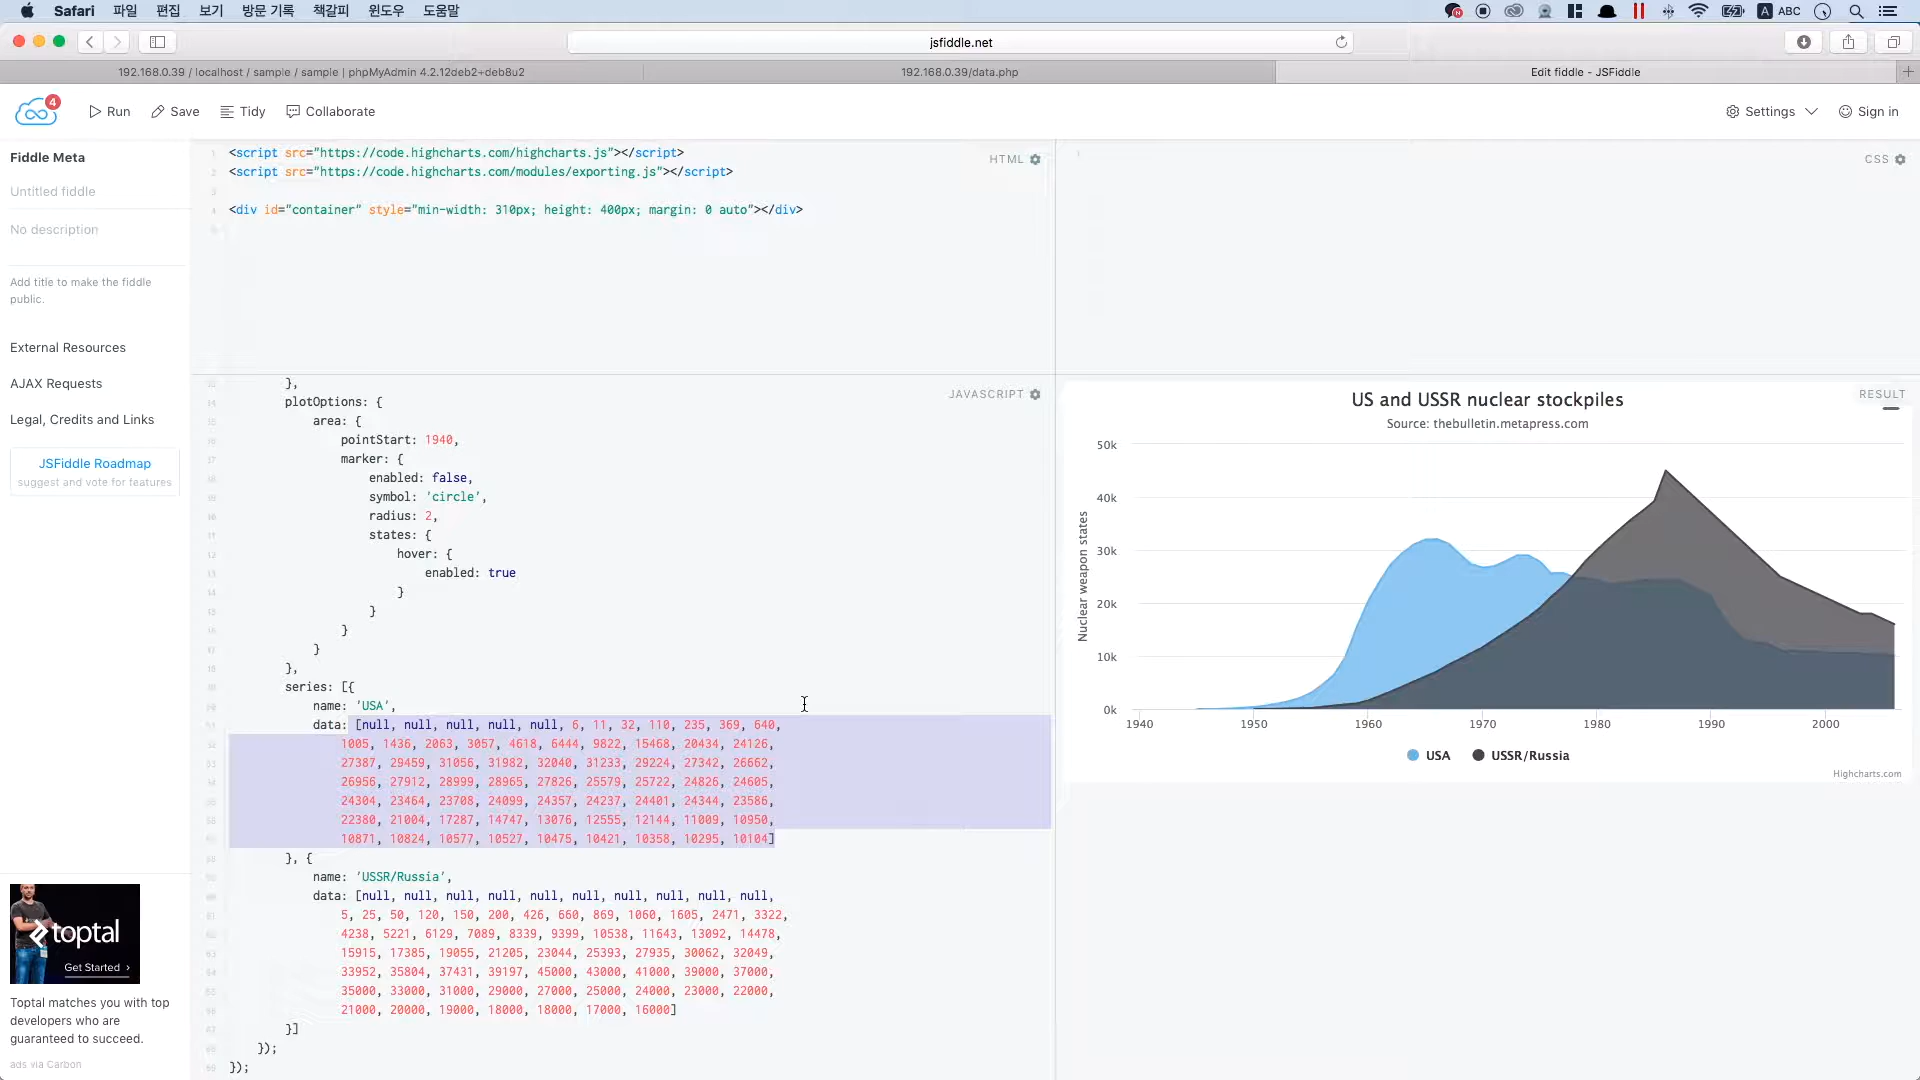 Safari 파일 편집 보기 방문 기록 책갈피 윈도우 도움말
A ABC
jsfiddle.net
192.168.0.39 / localhost / sample / sample | phpMyAdmin 4.2.12deb2+deb8u2
192.168.0.39/data.php
Edit fiddle - JSFiddle
4
Run
Save
Tidy
Collaborate
Settings
Sign in
Fiddle Meta
Untitled fiddle
No description
Add title to make the fiddle
public.
External Resources
AJAX Requests
Legal, Credits and Links
JSFiddle Roadmap
suggest and vote for features
toptal
Get Started ›
Toptal matches you with top
developers who are
guaranteed to succeed.
ads via Carbon
<script src="https://code.highcharts.com/highcharts.js"></script>
<script src="https://code.highcharts.com/modules/exporting.js"></script>
<div id="container" style="min-width: 310px; height: 400px; margin: 0 auto"></div>
HTML
CSS
},
plotOptions: {
area: {
pointStart: 1940,
marker: {
enabled: false,
symbol: 'circle',
radius: 2,
states: {
hover: {
enabled: true
}
}
}
}
},
series: [{
name: 'USA',
data: [null, null, null, null, null, 6, 11, 32, 110, 235, 369, 640,
1005, 1436, 2063, 3057, 4618, 6444, 9822, 15468, 20434, 24126,
27387, 29459, 31056, 31982, 32040, 31233, 29224, 27342, 26662,
26956, 27912, 28999, 28965, 27826, 25579, 25722, 24826, 24605,
24304, 23464, 23708, 24099, 24357, 24237, 24401, 24344, 23586,
22380, 21004, 17287, 14747, 13076, 12555, 12144, 11009, 10950,
10871, 10824, 10577, 10527, 10475, 10421, 10358, 10295, 10104]
}, {
name: 'USSR/Russia',
data: [null, null, null, null, null, null, null, null, null, null,
5, 25, 50, 120, 150, 200, 426, 660, 869, 1060, 1605, 2471, 3322,
4238, 5221, 6129, 7089, 8339, 9399, 10538, 11643, 13092, 14478,
15915, 17385, 19055, 21205, 23044, 25393, 27935, 30062, 32049,
33952, 35804, 37431, 39197, 45000, 43000, 41000, 39000, 37000,
35000, 33000, 31000, 29000, 27000, 25000, 24000, 23000, 22000,
21000, 20000, 19000, 18000, 18000, 17000, 16000]
}]
});
});
JAVASCRIPT
RESULT
US and USSR nuclear stockpiles
Source: thebulletin.metapress.com
Nuclear weapon states
50k
40k
30k
20k
10k
0k
1940 1950 1960 1970 1980 1990 2000
USA USSR/Russia
Highcharts.com